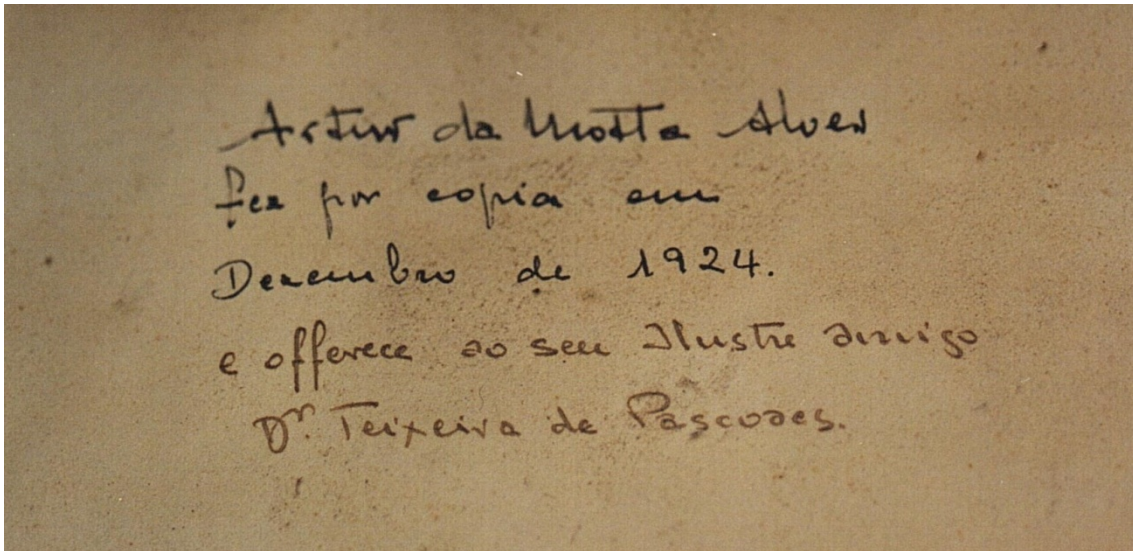 Artur da Motta Alves
fez por copia em
Dezembro de 1924.
e offerece ao seu Ilustre amigo
Dr. Teixeira de Pascoaes.